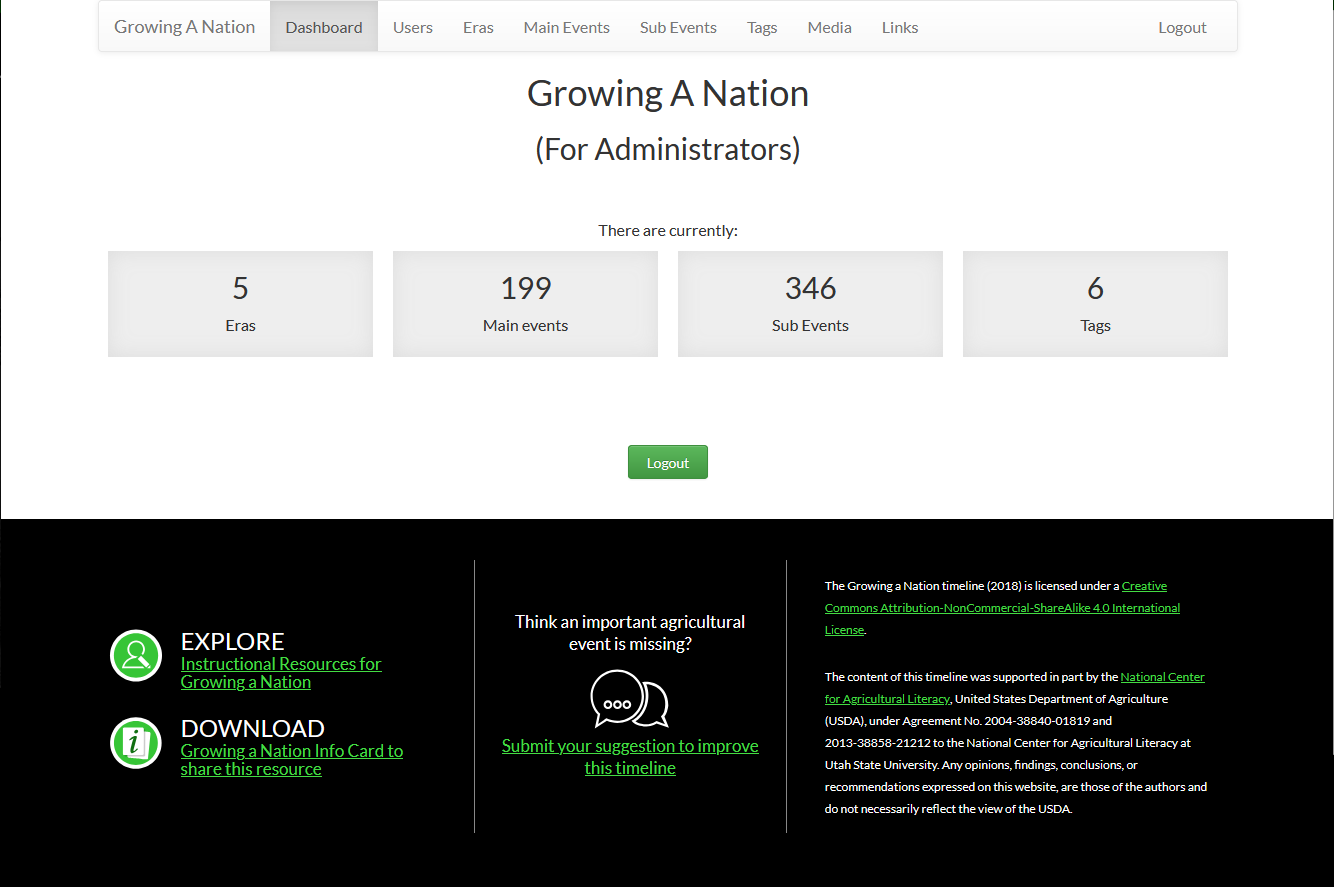 Growing A Nation Dashboard Users Eras Main Events Sub Events Tags Media Links Logout
Growing A Nation
(For Administrators)
There are currently:
5
Eras
199
Main events
346
Sub Events
6
Tags
Logout
EXPLORE
Instructional Resources for
Growing a Nation
DOWNLOAD
Growing a Nation Info Card to
share this resource
Think an important agricultural
event is missing?
Submit your suggestion to improve
this timeline
The Growing a Nation timeline (2018) is licensed under a Creative
Commons Attribution-NonCommercial-ShareAlike 4.0 International
License.
The content of this timeline was supported in part by the National Center
for Agricultural Literacy, United States Department of Agriculture
(USDA), under Agreement No. 2004-38840-01819 and
2013-38858-21212 to the National Center for Agricultural Literacy at
Utah State University. Any opinions, findings, conclusions, or
recommendations expressed on this website, are those of the authors and
do not necessarily reflect the view of the USDA.